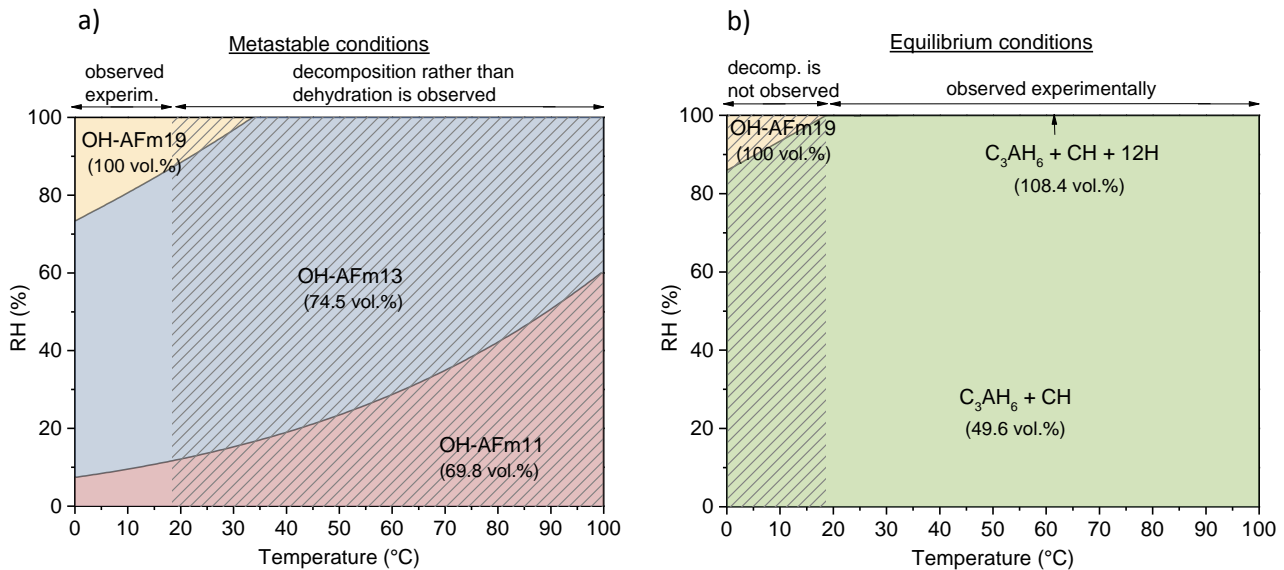 a)
Metastable conditions
observed
experim.
decomposition rather than
dehydration is observed
RH (%)
100
80
60
40
20
0
OH-AFm19
(100 vol.%)
OH-AFm13
(74.5 vol.%)
OH-AFm11
(69.8 vol.%)
0 10 20 30 40 50 60 70 80 90 100
Temperature (°C)
b)
Equilibrium conditions
decomp. is
not observed
observed experimentally
RH (%)
100
80
60
40
20
0
OH-AFm19
(100 vol.%)
C₃AH₆ + CH + 12H
(108.4 vol.%)
C₃AH₆ + CH
(49.6 vol.%)
0 10 20 30 40 50 60 70 80 90 100
Temperature (°C)